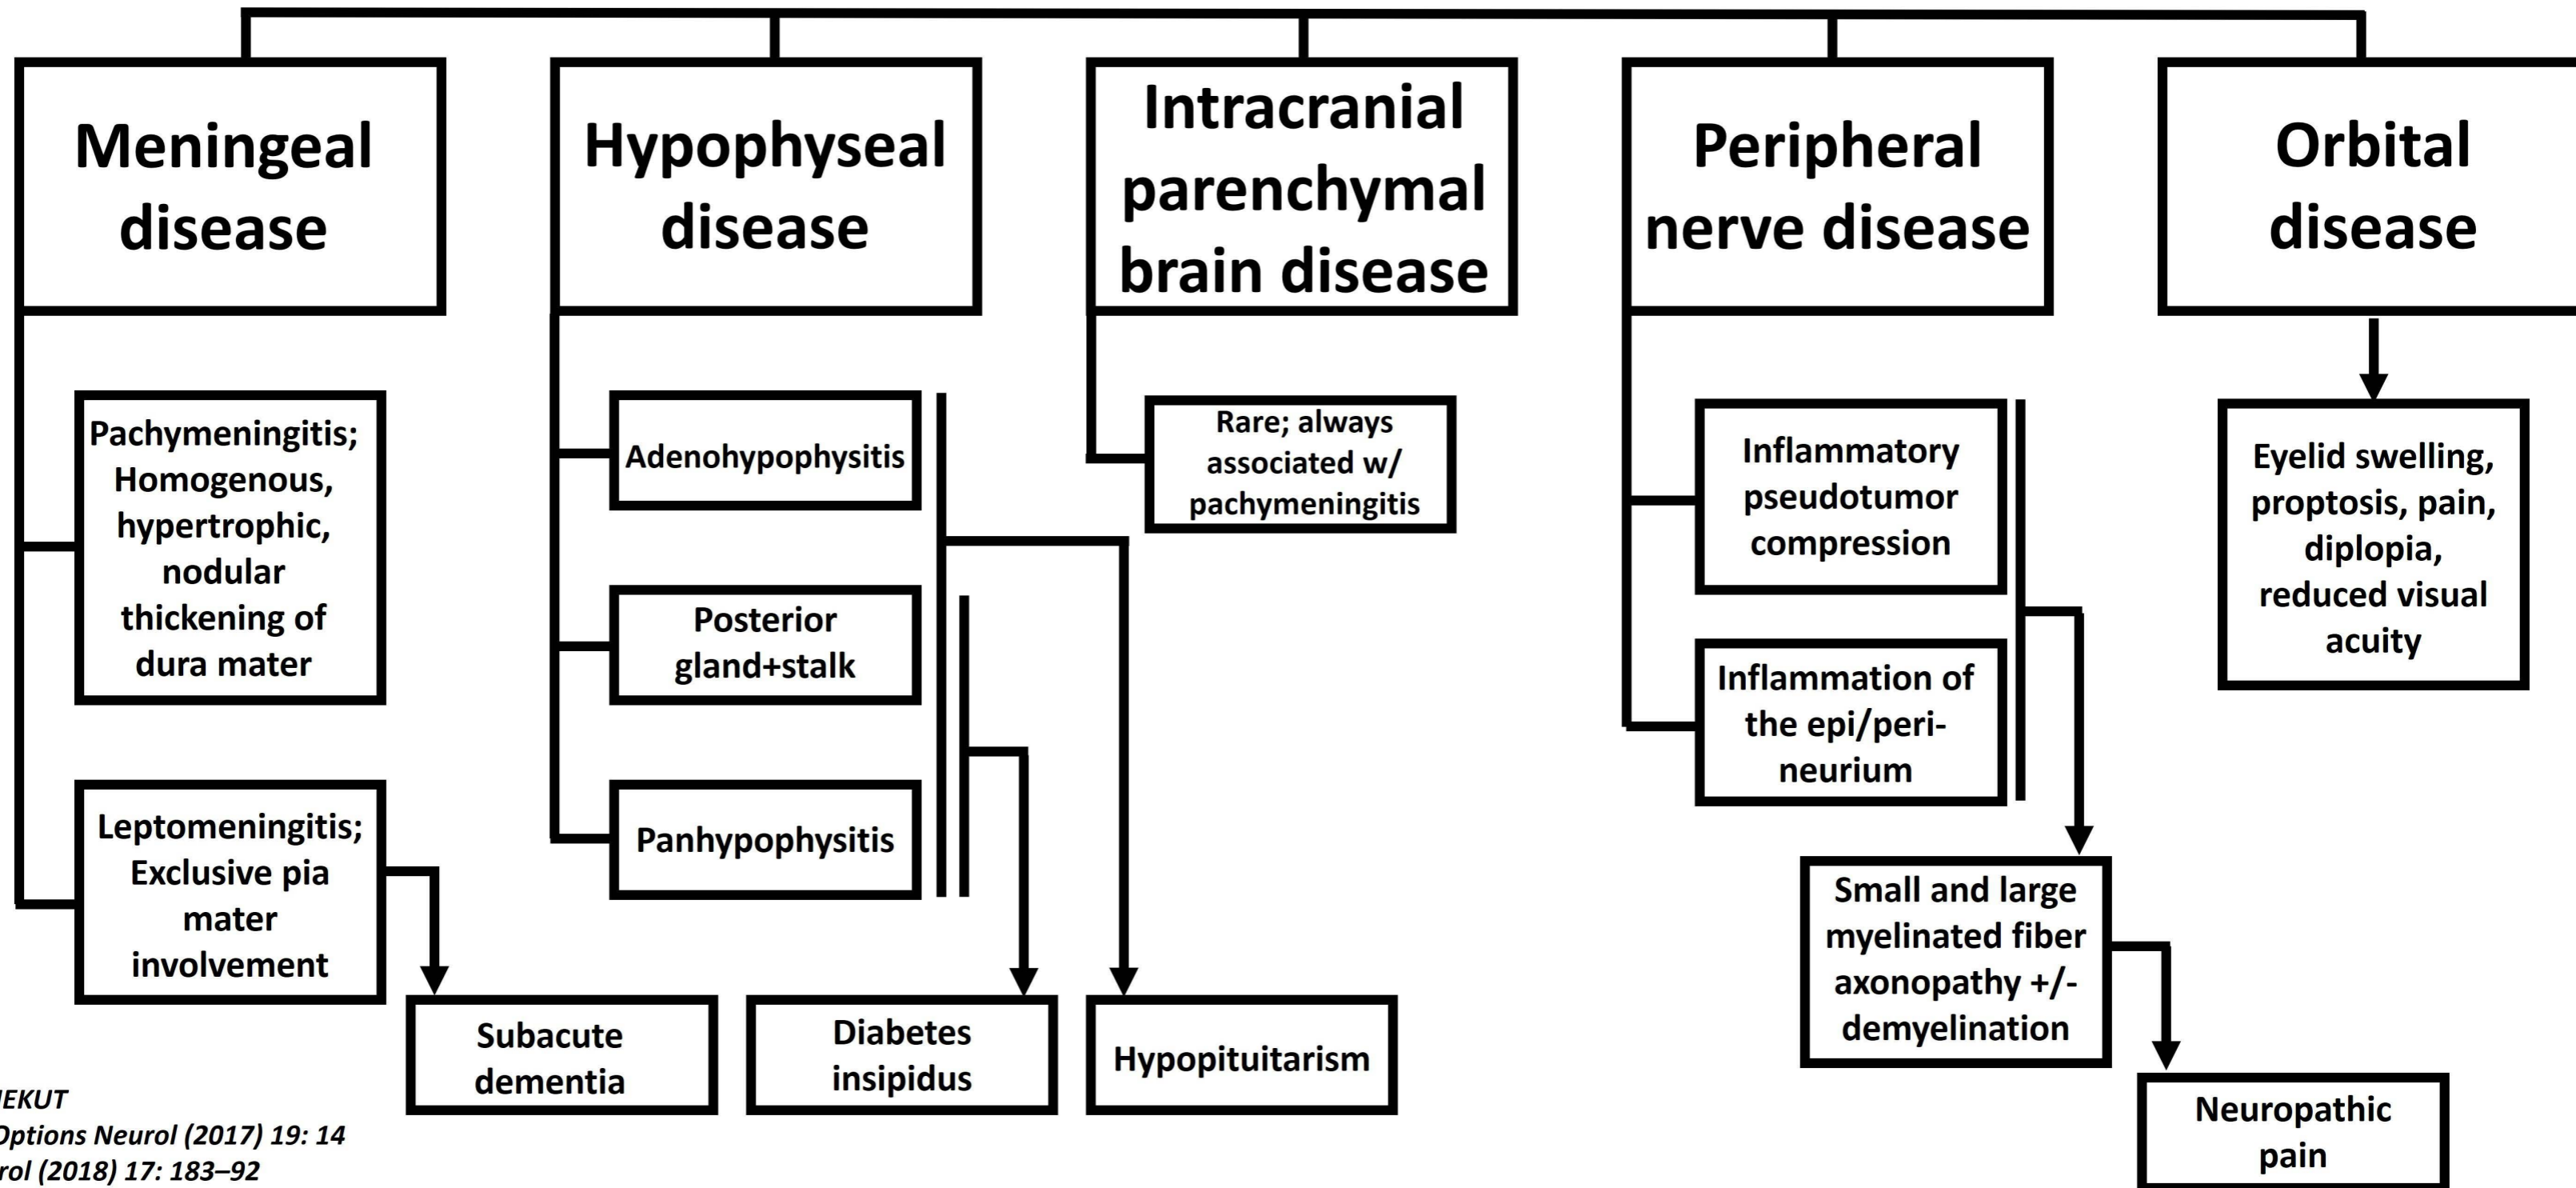 Meningeal
disease
Hypophyseal
disease
Intracranial
parenchymal
brain disease
Peripheral
nerve disease
Orbital
disease
Pachymeningitis;
Homogenous,
hypertrophic,
nodular
thickening of
dura mater
Leptomeningitis;
Exclusive pia
mater
involvement
Subacute
dementia
Adenohypophysitis
Posterior
gland+stalk
Panhypophysitis
Diabetes
insipidus
Hypopituitarism
Rare; always
associated w/
pachymeningitis
Inflammatory
pseudotumor
compression
Inflammation of
the epi/peri-
neurium
Small and large
myelinated fiber
axonopathy +/-
demyelination
Neuropathic
pain
Eyelid swelling,
proptosis, pain,
diplopia,
reduced visual
acuity
Options Neurol (2017) 19: 14
(2018) 17: 183–92